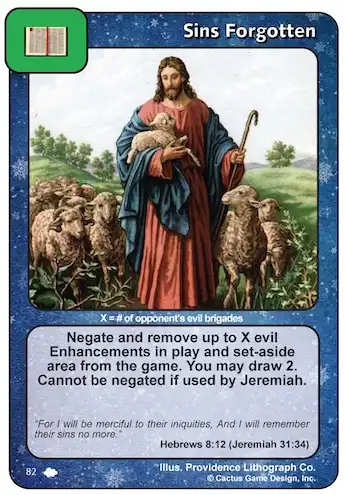 Sins Forgotten
X = # of opponent's evil brigades
Negate and remove up to X evil
Enhancements in play and set-aside
area from the game. You may draw 2.
Cannot be negated if used by Jeremiah.
"For I will be merciful to their iniquities, And I will remember
their sins no more."
Hebrews 8:12 (Jeremiah 31:34)
82
Illus. Providence Lithograph Co.
© Cactus Game Design, Inc.